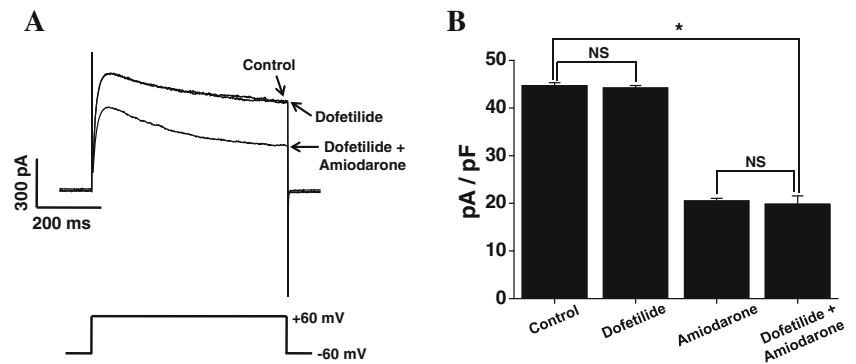 A
Control
Dofetilide
Dofetilide +
Amiodarone
300 pA
200 ms
+60 mV
-60 mV
B
*
NS
NS
pA / pF
50
40
30
20
10
0
Control
Dofetilide
Amiodarone
Dofetilide +
Amiodarone